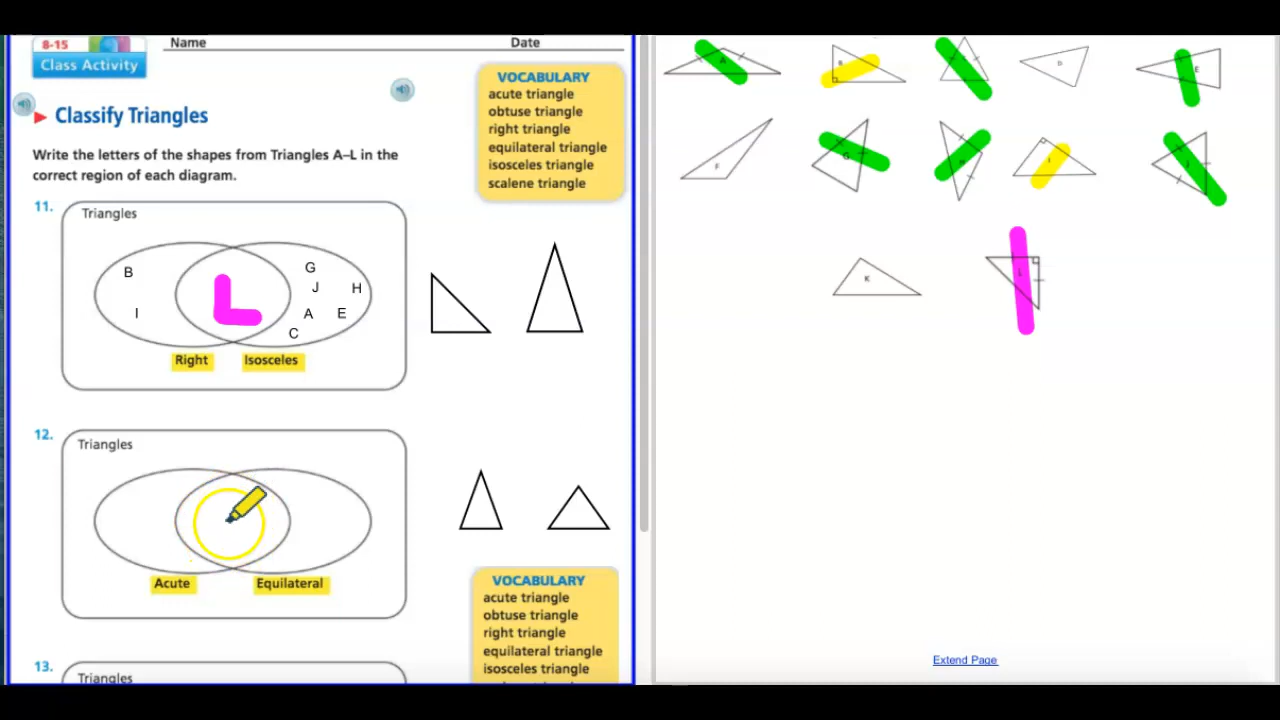 8-15
Class Activity
Name
Date
Classify Triangles
Write the letters of the shapes from Triangles A–L in the
correct region of each diagram.
VOCABULARY
acute triangle
obtuse triangle
right triangle
equilateral triangle
isosceles triangle
scalene triangle
11.
Triangles
B
I
L
G
J
H
A
E
C
Right
Isosceles
12.
Triangles
Acute
Equilateral
VOCABULARY
acute triangle
obtuse triangle
right triangle
equilateral triangle
isosceles triangle
13.
Triangles
A
B
D
E
F
G
H
I
J
K
L
Extend Page